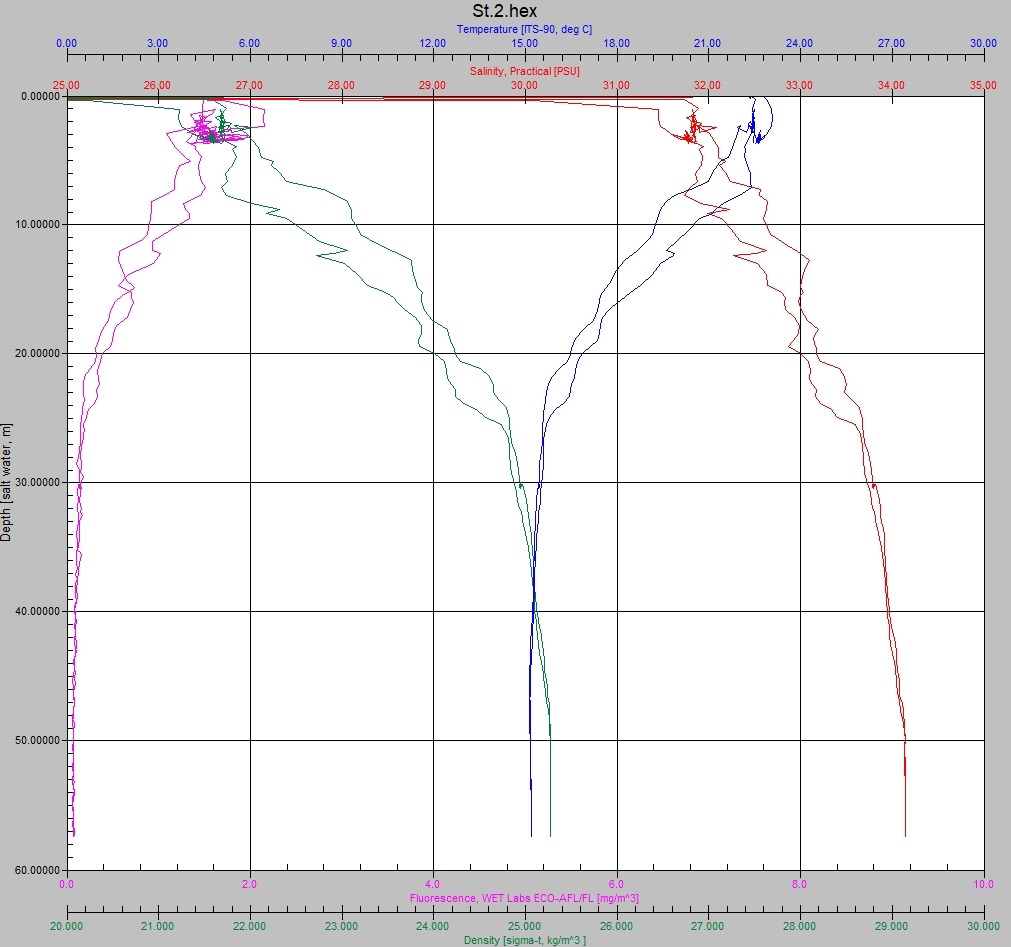 St.2.hex
Temperature [ITS-90, deg C]
0.00 3.00 6.00 9.00 12.00 15.00 18.00 21.00 24.00 27.00 30.00
Salinity, Practical [PSU]
25.00 26.00 27.00 28.00 29.00 30.00 31.00 32.00 33.00 34.00 35.00
0.00000
10.00000
20.00000
Depth [salt water, m]
30.00000
40.00000
50.00000
60.00000
0.0 2.0 4.0 6.0 8.0 10.0
Fluorescence, WET Labs ECO-AFL/FL [mg/m^3]
20.000 21.000 22.000 23.000 24.000 25.000 26.000 27.000 28.000 29.000 30.000
Density [sigma-t, kg/m^3 ]